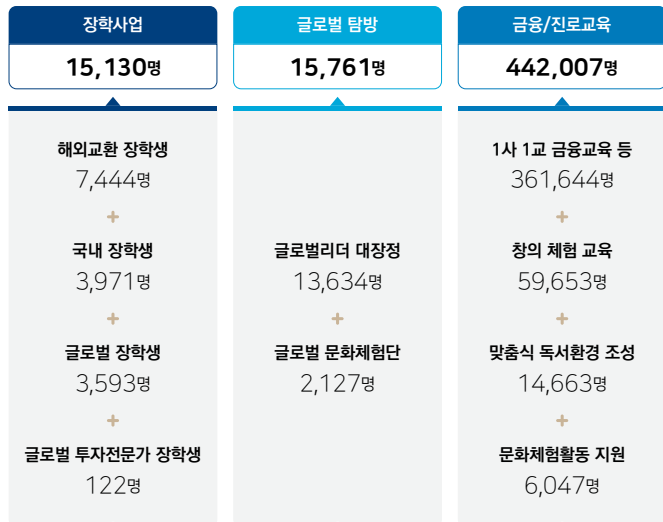 장학사업
15,130명
해외교환 장학생
7,444명
+
국내 장학생
3,971명
+
글로벌 장학생
3,593명
+
글로벌 투자전문가 장학생
122명
글로벌 탐방
15,761명
글로벌리더 대장정
13,634명
+
글로벌 문화체험단
2,127명
금융/진로교육
442,007명
1사 1교 금융교육 등
361,644명
+
창의 체험 교육
59,653명
+
맞춤식 독서환경 조성
14,663명
+
문화체험활동 지원
6,047명